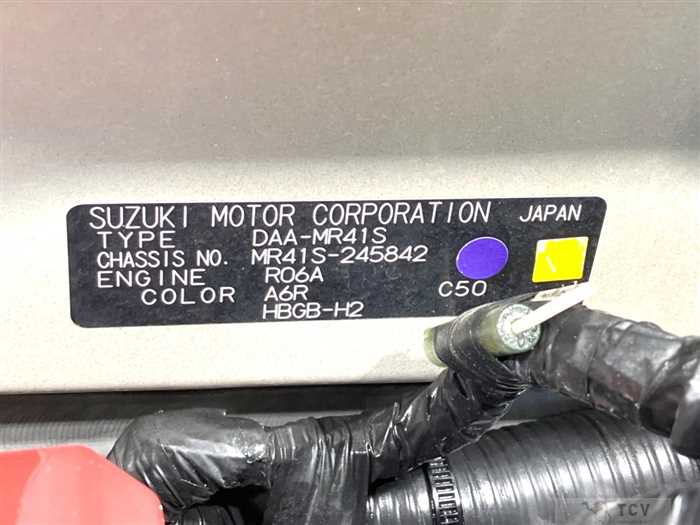 SUZUKI MOTOR CORPORATION JAPAN
TYPE DAA-MR41S
CHASSIS NO. MR41S-245842
ENGINE R06A
COLOR A6R C50
HBGB-H2
TCV